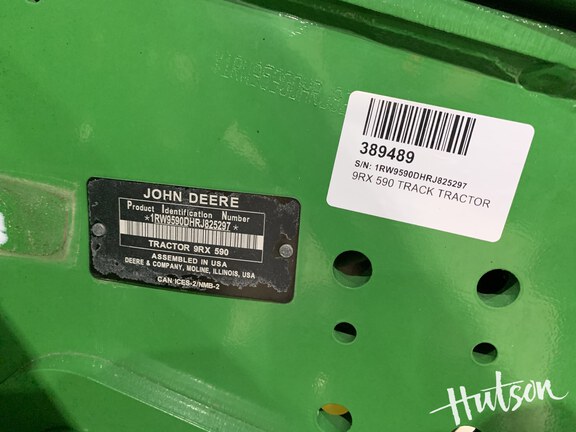 389489
S/N: 1RW9590DHRJ825297
9RX 590 TRACK TRACTOR
JOHN DEERE
Product Identification Number
*1RW9590DHRJ825297*
TRACTOR 9RX 590
ASSEMBLED IN USA
DEERE & COMPANY, MOLINE, ILLINOIS, USA
CAN ICES-2/NMB-2
Hutson